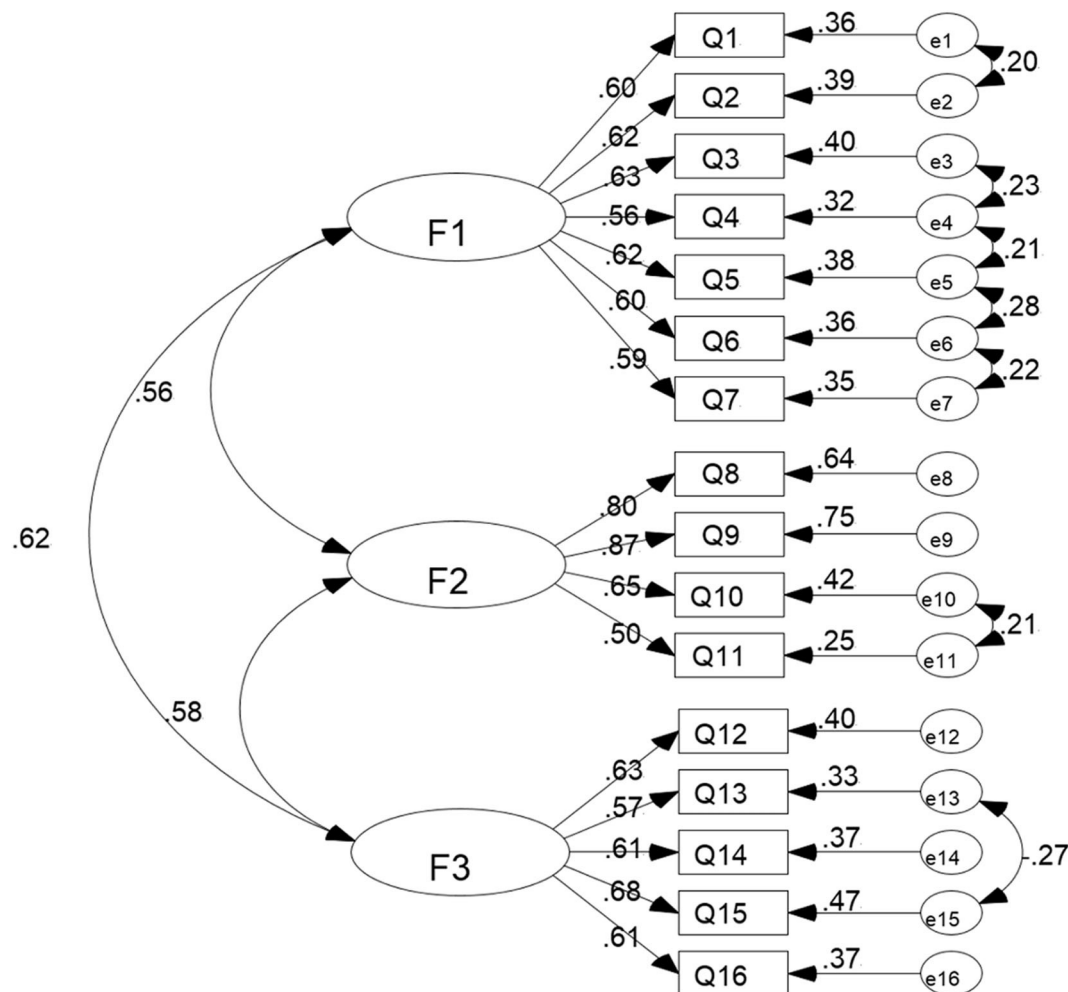 Q1 .36 e1
.20
.60
Q2 .39 e2
.62
Q3 .40 e3
.63
.23
F1
.56
Q4 .32 e4
.21
.62
Q5 .38 e5
.28
.60
Q6 .36 e6
.22
.59
Q7 .35 e7
.56
Q8 .64 e8
.80
.62
.87
Q9 .75 e9
F2
.65
Q10 .42 e10
.21
.50
Q11 .25 e11
.58
Q12 .40 e12
.63
Q13 .33 e13
.57
F3
.61
Q14 .37 e14
-.27
.68
Q15 .47 e15
.61
Q16 .37 e16